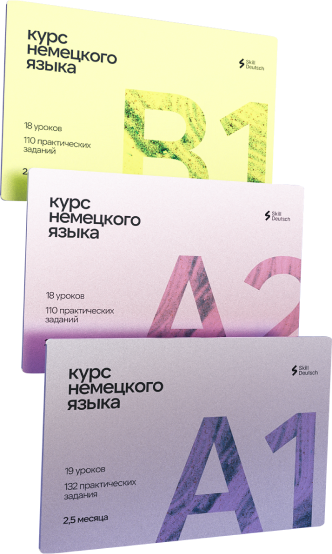 курс
немецкого
языка
Skill
Deutsch
18 уроков
110 практических
заданий
B1
курс
немецкого
языка
Skill
Deutsch
18 уроков
110 практических
заданий
A2
курс
немецкого
языка
Skill
Deutsch
19 уроков
132 практических
задания
2,5 месяца
A1